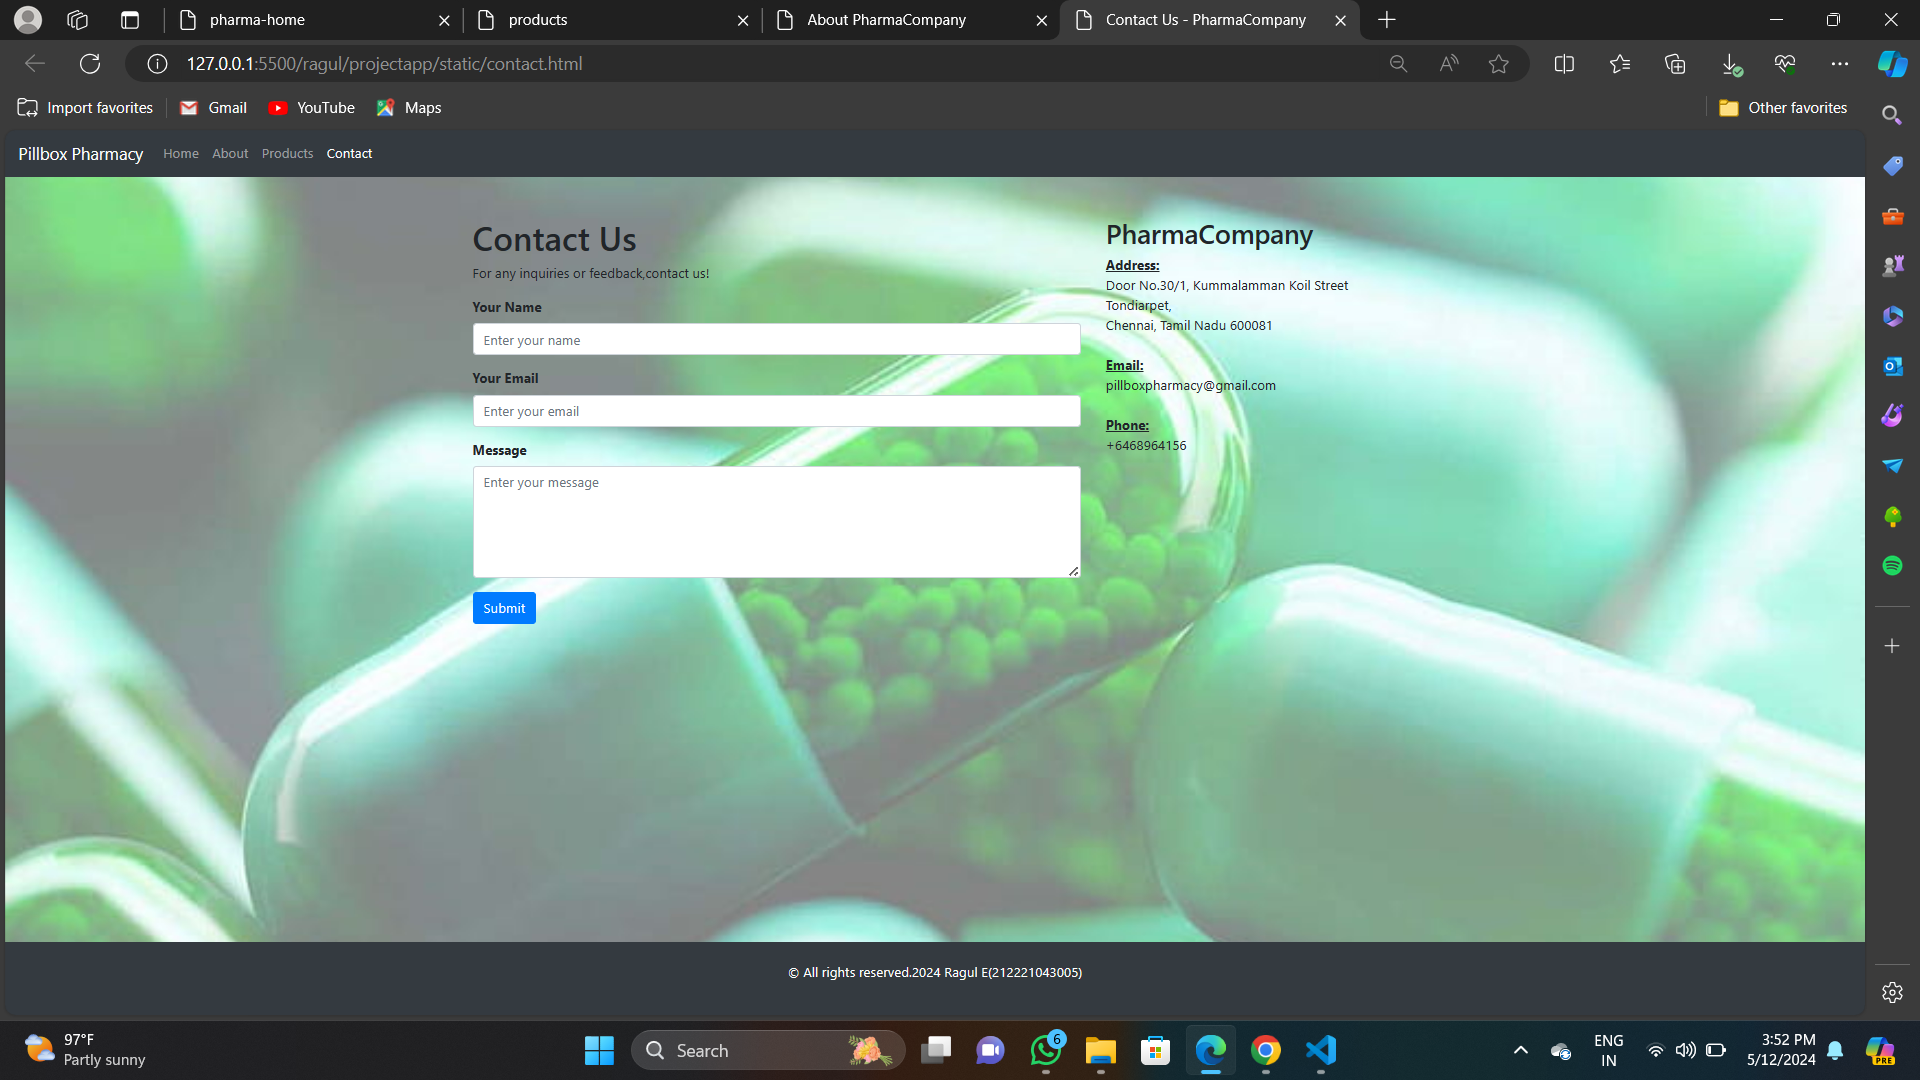 pharma-home
products
About PharmaCompany
Contact Us - PharmaCompany
127.0.0.1:5500/ragul/projectapp/static/contact.html
Import favorites
Gmail
YouTube
Maps
Other favorites
Pillbox Pharmacy
Home
About
Products
Contact
Contact Us
For any inquiries or feedback,contact us!
Your Name
Enter your name
Your Email
Enter your email
Message
Enter your message
Submit
PharmaCompany
Address:
Door No.30/1, Kummalamman Koil Street
Tondiarpet,
Chennai, Tamil Nadu 600081
Email:
pillboxpharmacy@gmail.com
Phone:
+6468964156
© All rights reserved.2024 Ragul E(212221043005)
97°F
Partly sunny
Search
6
ENG
IN
3:52 PM
5/12/2024
PRE